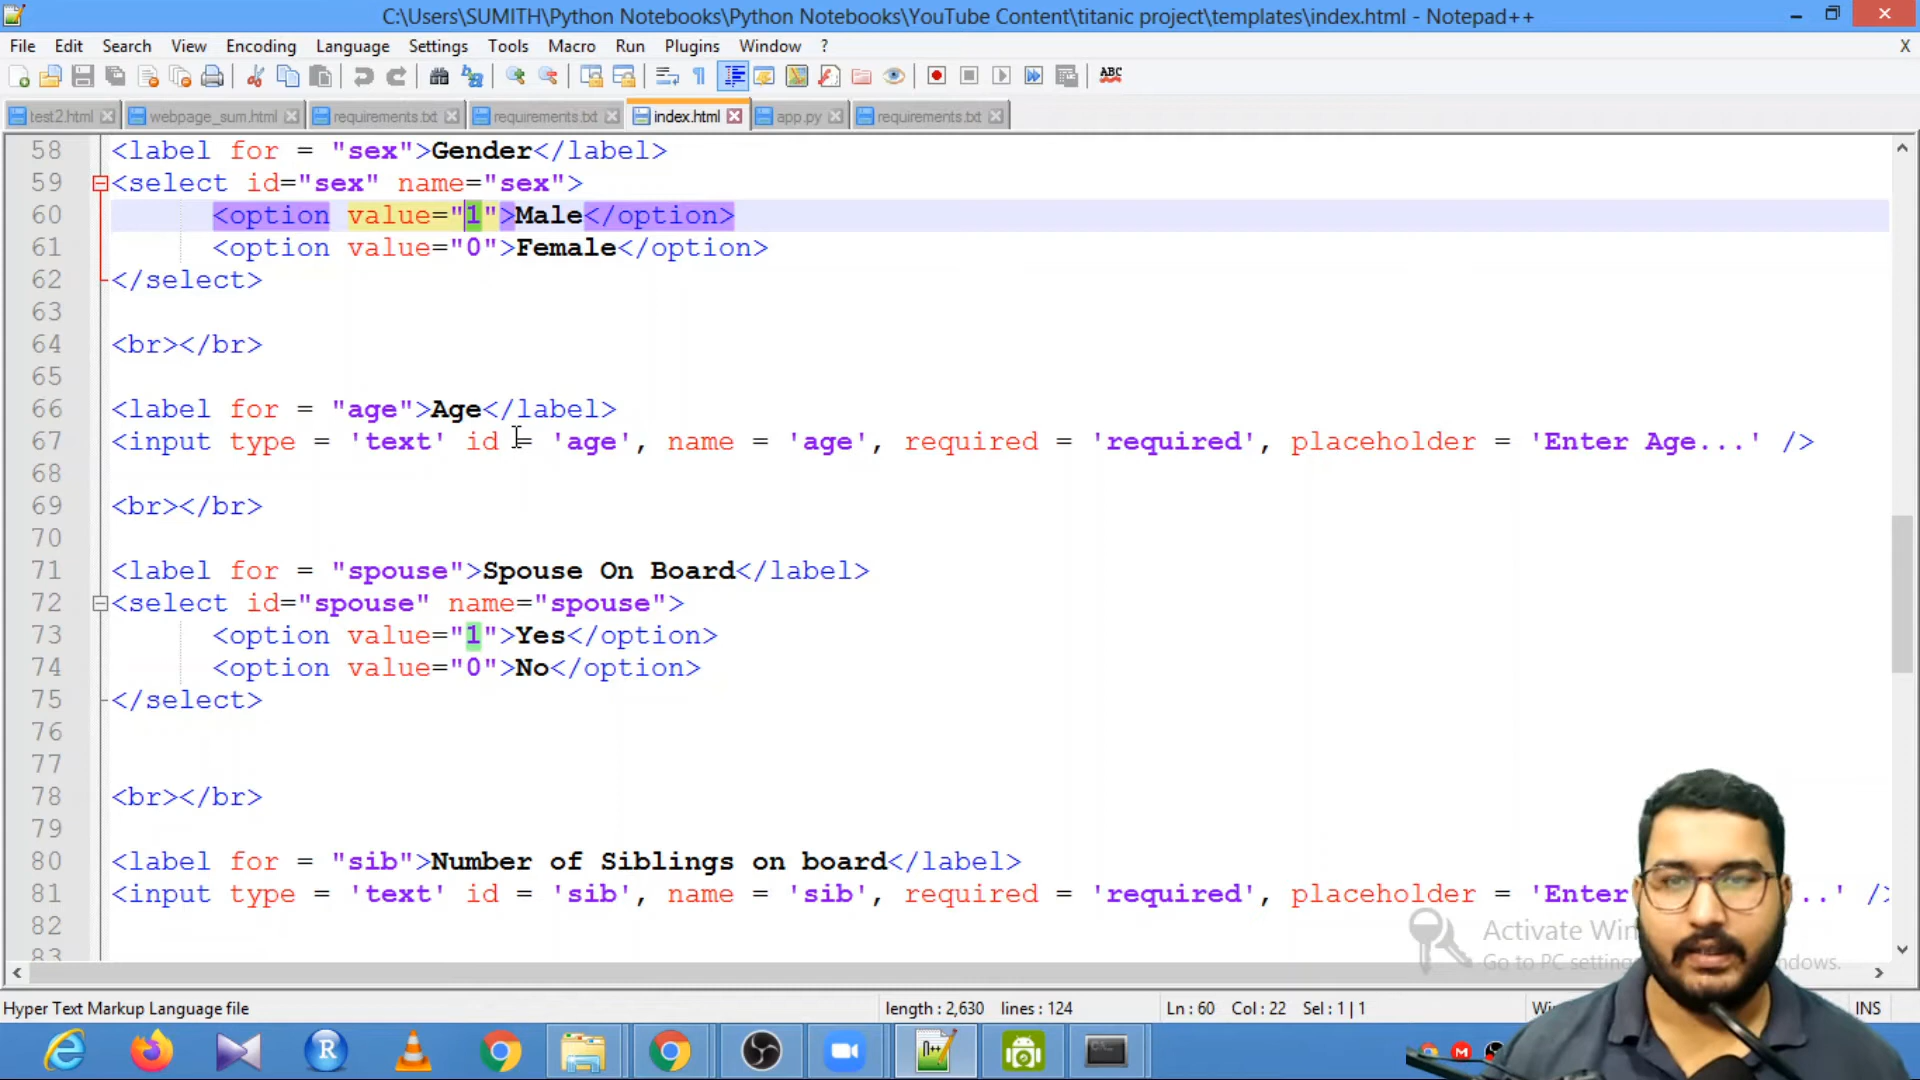 C:\Users\SUMITH\Python Notebooks\Python Notebooks\YouTube Content\titanic project\templates\index.html - Notepad++
File Edit Search View Encoding Language Settings Tools Macro Run Plugins Window ? X
ABC
test2.html webpage_sum.html requirements.txt requirements.txt index.html app.py requirements.txt
58 <label for = "sex">Gender</label>
59 <select id="sex" name="sex">
60 <option value="1">Male</option>
61 <option value="0">Female</option>
62 </select>
63
64 <br></br>
65
66 <label for = "age">Age</label>
67 <input type = 'text' id = 'age', name = 'age', required = 'required', placeholder = 'Enter Age...' />
68
69 <br></br>
70
71 <label for = "spouse">Spouse On Board</label>
72 <select id="spouse" name="spouse">
73 <option value="1">Yes</option>
74 <option value="0">No</option>
75 </select>
76
77
78 <br></br>
79
80 <label for = "sib">Number of Siblings on board</label>
81 <input type = 'text' id = 'sib', name = 'sib', required = 'required', placeholder = 'Enter ..' />
82
83
Activate Win
Go to PC setting ndows.
Hyper Text Markup Language file length : 2,630 lines : 124 Ln : 60 Col : 22 Sel : 1 | 1 INS